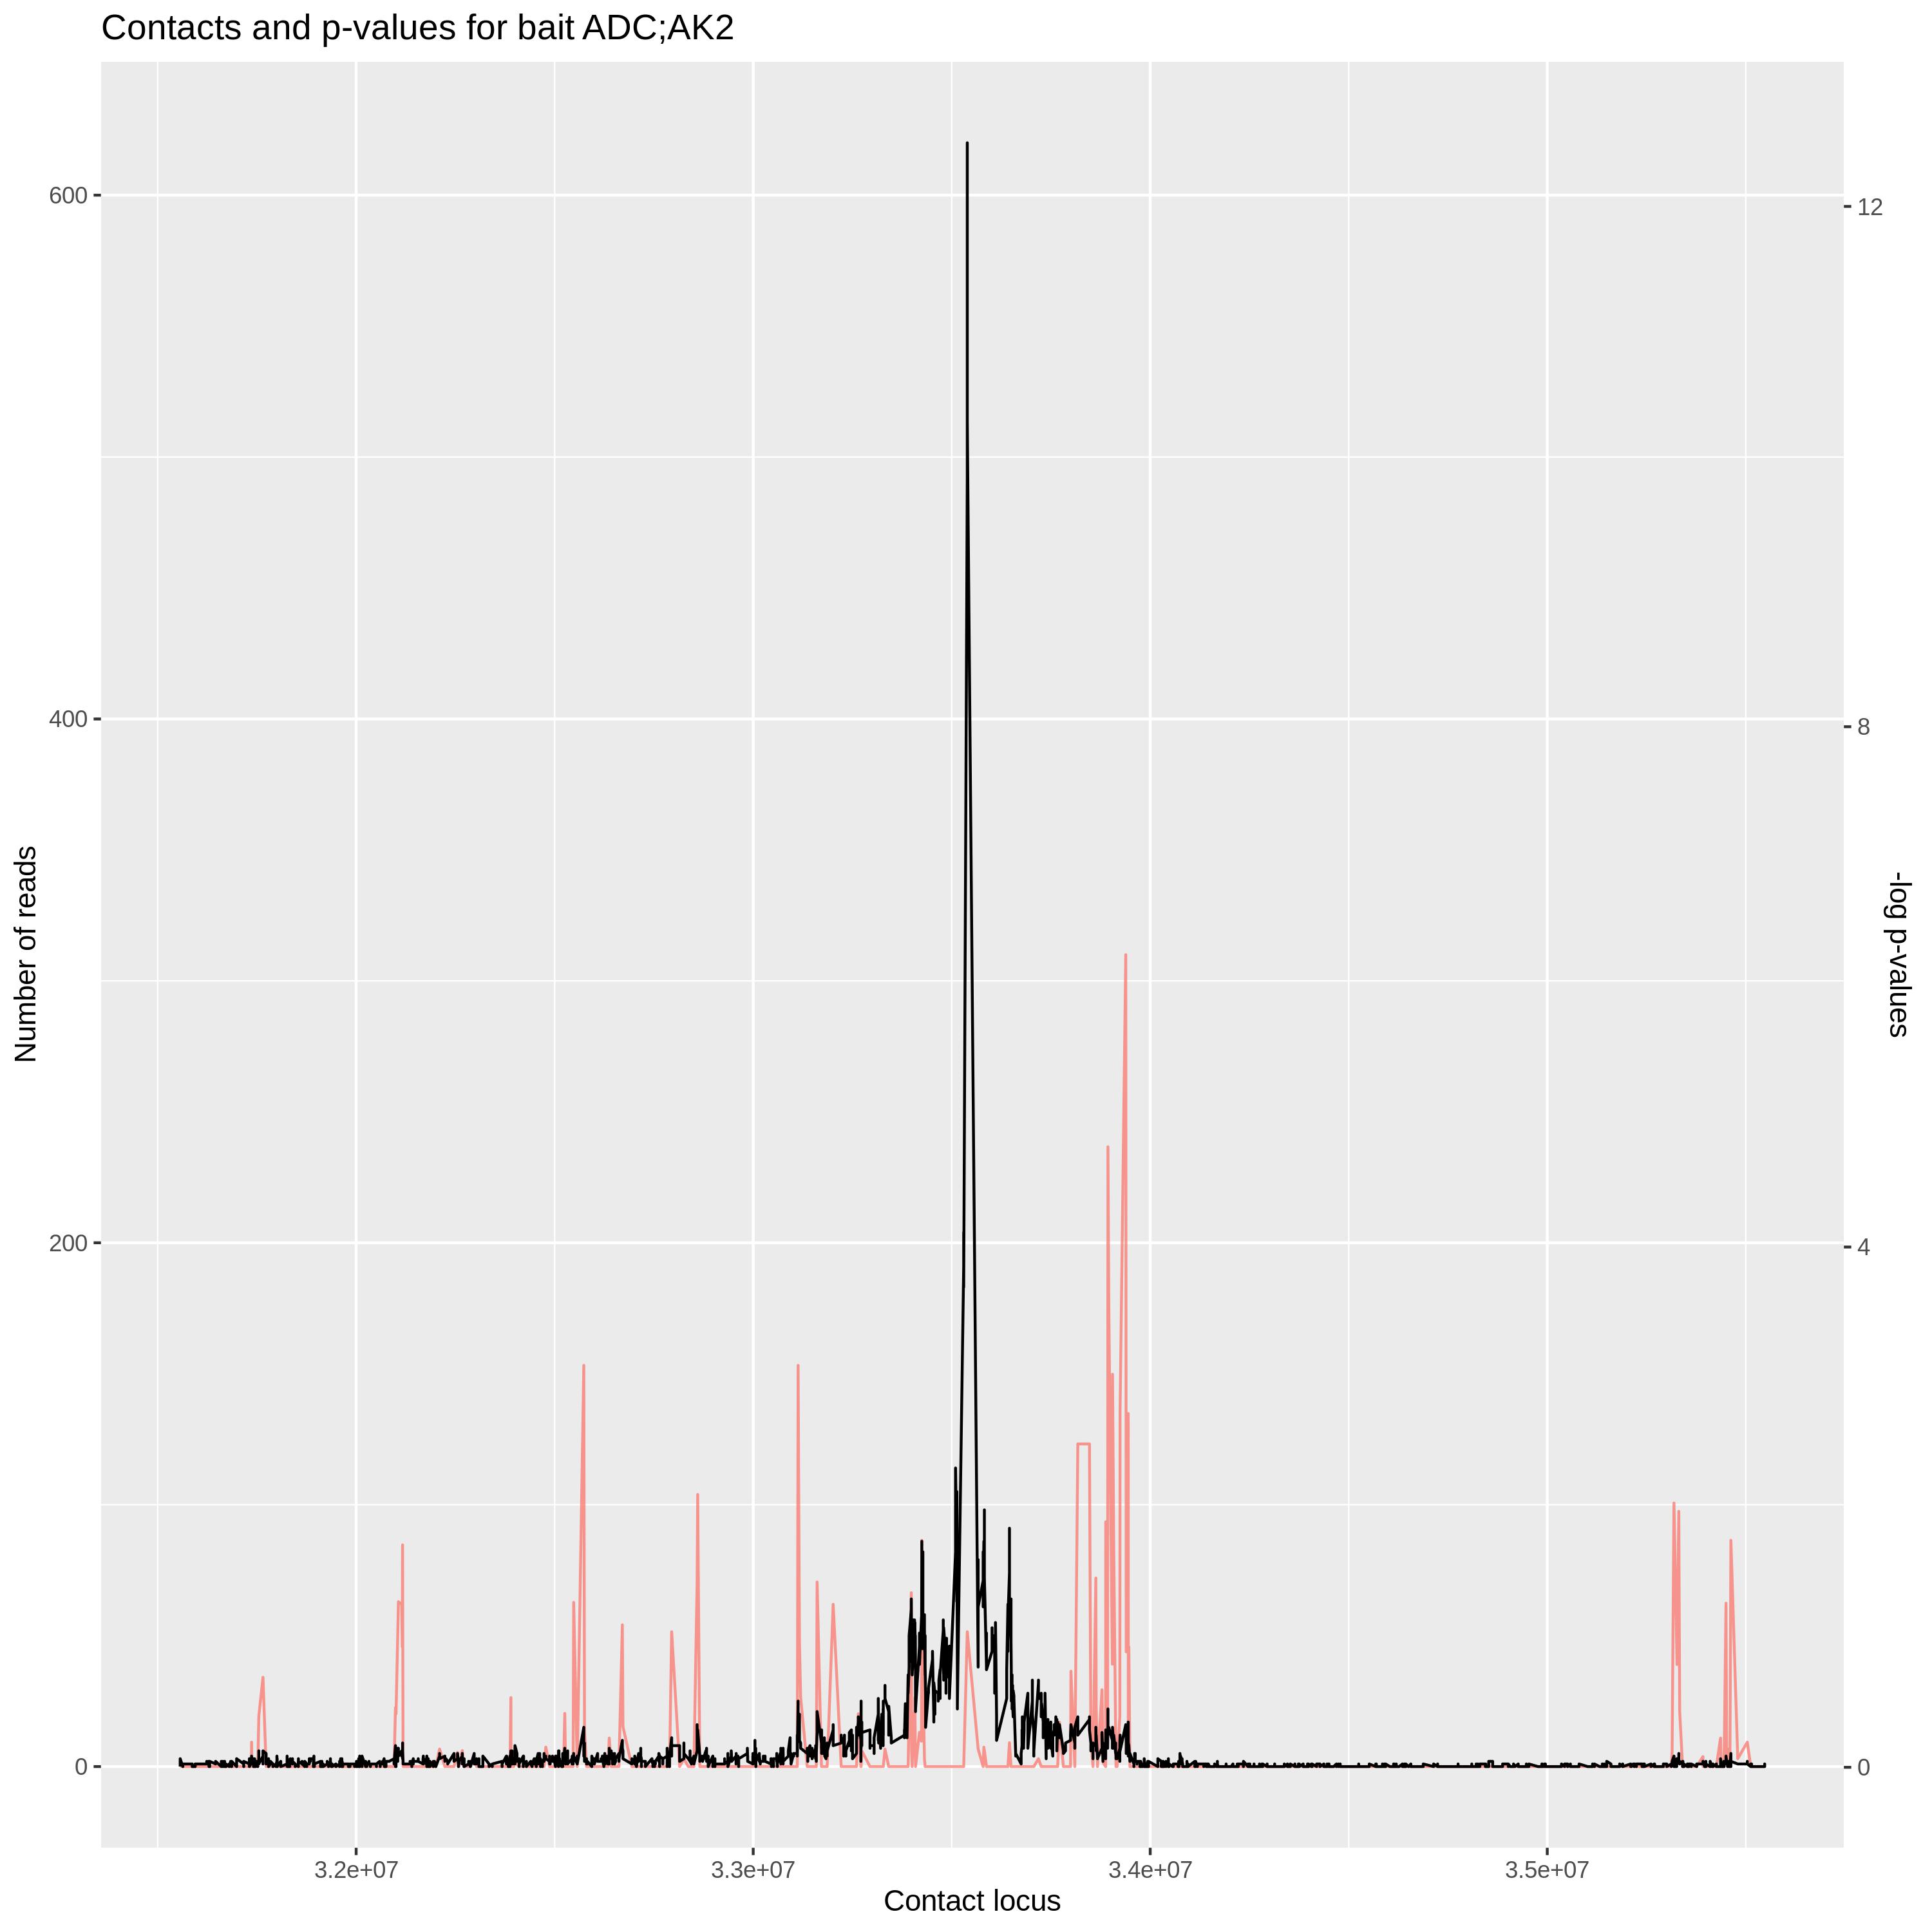 Contacts and p-values for bait ADC;AK2
600
400
200
0
12
8
4
0
Number of reads
-log p-values
3.2e+07
3.3e+07
3.4e+07
3.5e+07
Contact locus